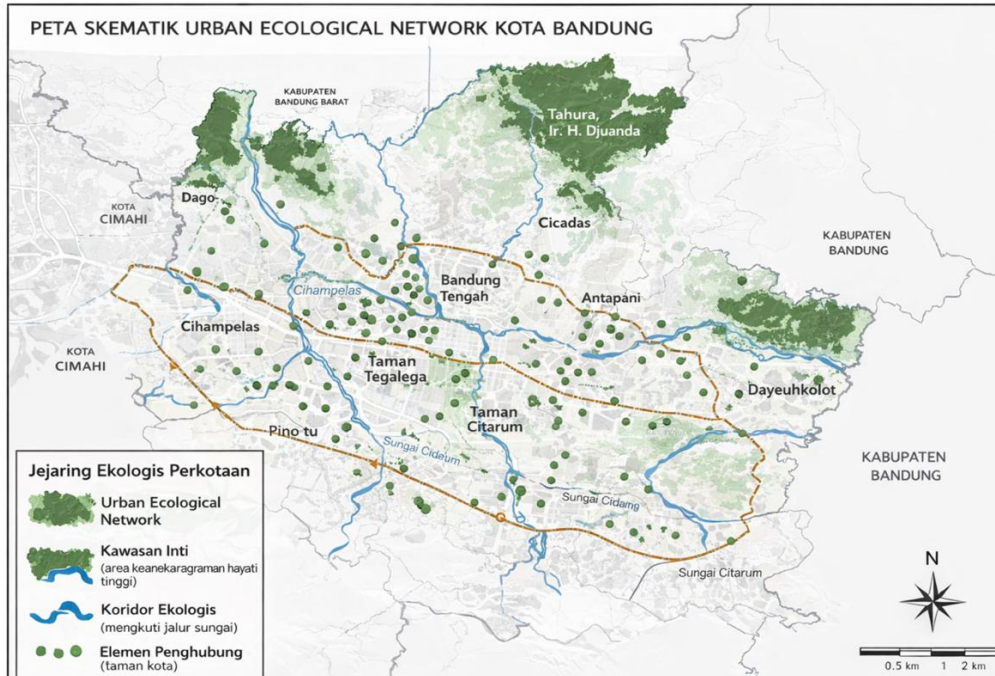 PETA SKEMATIK URBAN ECOLOGICAL NETWORK KOTA BANDUNG
KABUPATEN
BANDUNG BARAT
Tahura,
Ir. H. Djuanda
Dago
KOTA
CIMAHI
Cicadas
KABUPATEN
BANDUNG
Cihampelas
Bandung
Tengah
Antapani
Cihampelas
KOTA
CIMAHI
Taman
Tegalega
Dayeuhkolot
Taman
Citarum
Pino tu
Sungai Cideum
KABUPATEN
BANDUNG
Sungai Cidamg
Sungai Citarum
Jejaring Ekologis Perkotaan
Urban Ecological
Network
Kawasan Inti
(area keanekaragraman hayati
tinggi)
Koridor Ekologis
(mengkuti jalur sungai)
Elemen Penghubung
(taman kota)
N
0.5 km 1 2 km